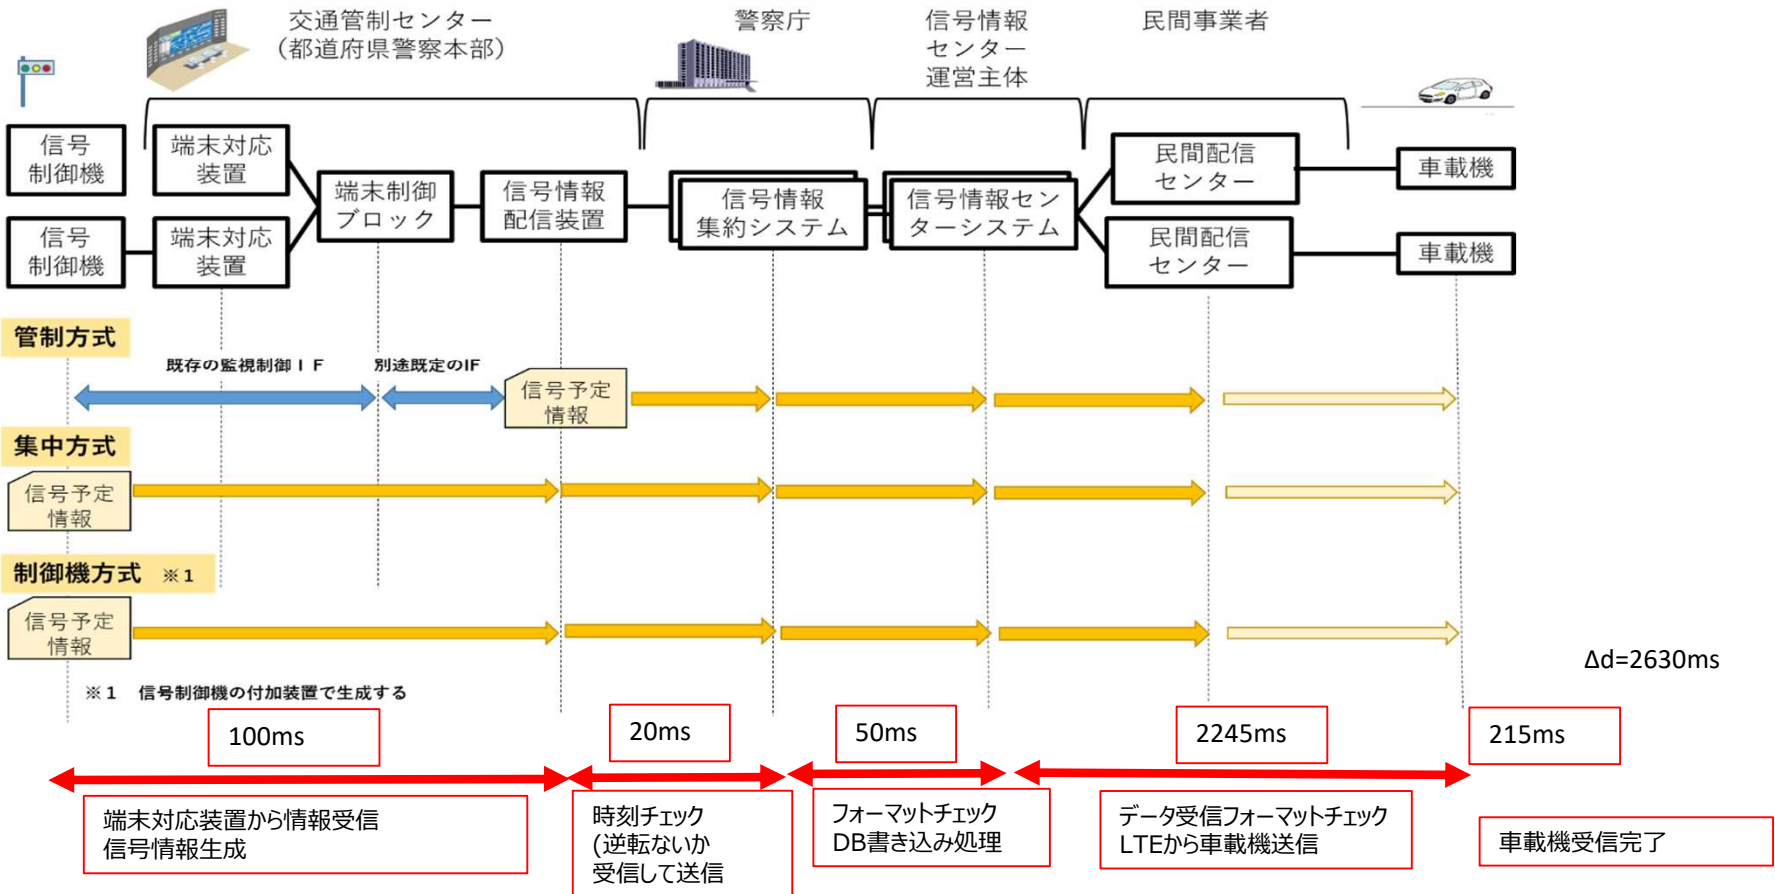 交通管制センター
(都道府県警察本部)
警察庁
信号情報
センター
運営主体
民間事業者
信号
制御機
端末対応
装置
信号
制御機
端末対応
装置
端末制御
ブロック
信号情報
配信装置
信号情報
集約システム
信号情報セン
ターシステム
民間配信
センター
民間配信
センター
車載機
車載機
管制方式
既存の監視制御ＩＦ
別途既定のIF
信号予定
情報
集中方式
信号予定
情報
制御機方式 ※1
信号予定
情報
※1 信号制御機の付加装置で生成する
Δd=2630ms
100ms
20ms
50ms
2245ms
215ms
端末対応装置から情報受信
信号情報生成
時刻チェック
(逆転ないか
受信して送信
フォーマットチェック
DB書き込み処理
データ受信フォーマットチェック
LTEから車載機送信
車載機受信完了